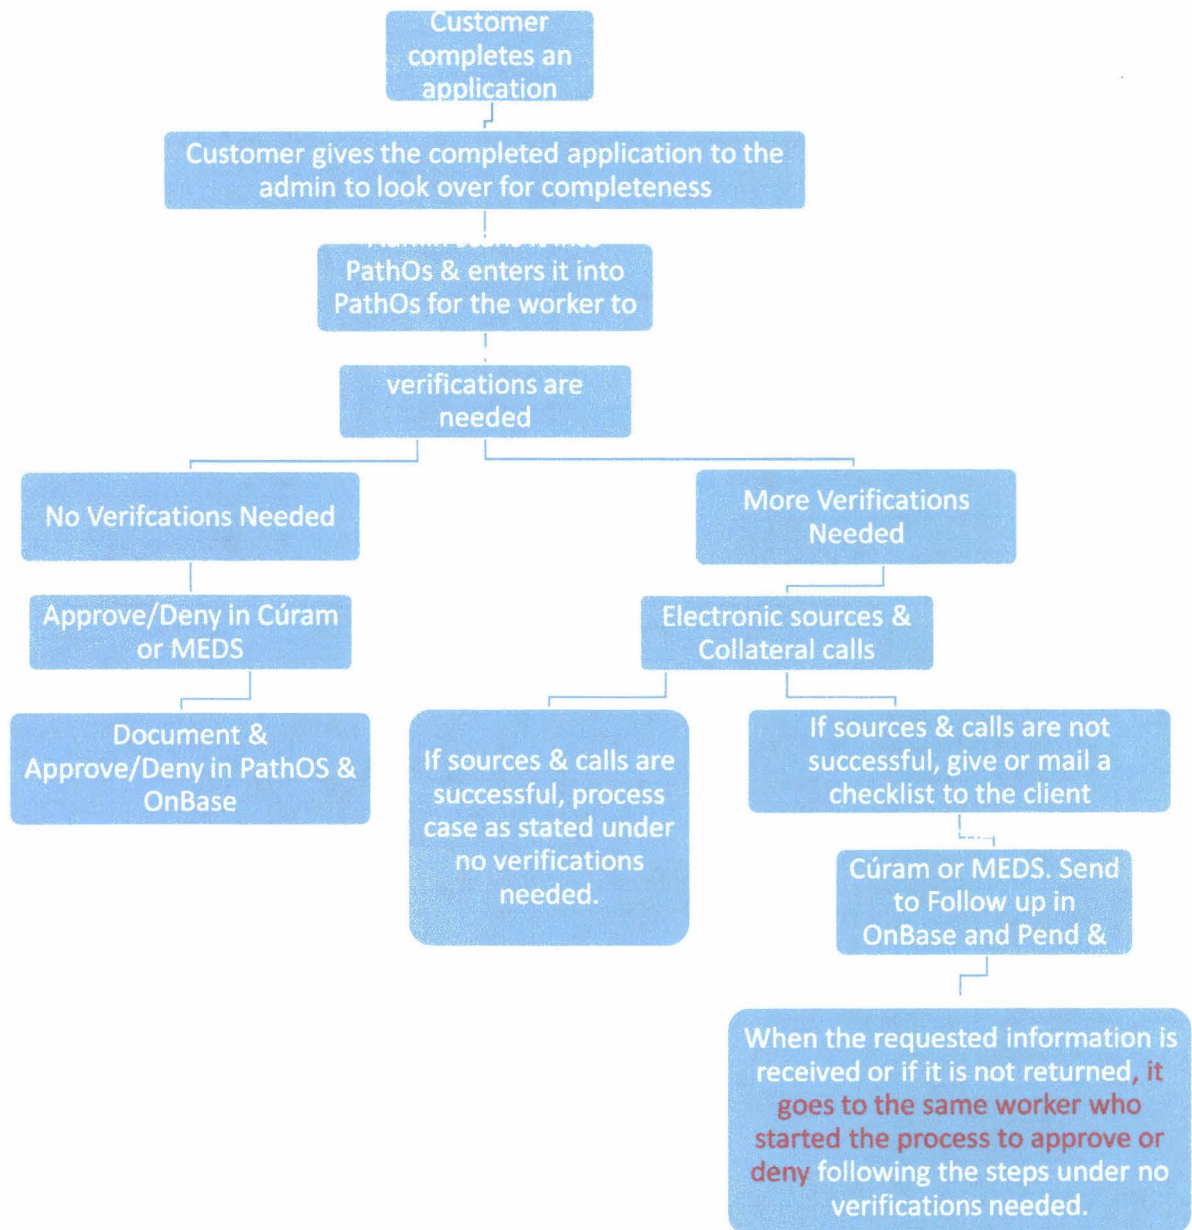 Customer
completes an
application
Customer gives the completed application to the
admin to look over for completeness
PathOs & enters it into
PathOs for the worker to
verifications are
needed
No Verifcations Needed
More Verifications
Needed
Approve/Deny in Cúram
or MEDS
Electronic sources &
Collateral calls
Document &
Approve/Deny in PathOS &
OnBase
If sources & calls are
successful, process
case as stated under
no verifications
needed.
If sources & calls are not
successful, give or mail a
checklist to the client
Cúram or MEDS. Send
to Follow up in
OnBase and Pend &
When the requested information is
received or if it is not returned, it
goes to the same worker who
started the process to approve or
deny following the steps under no
verifications needed.